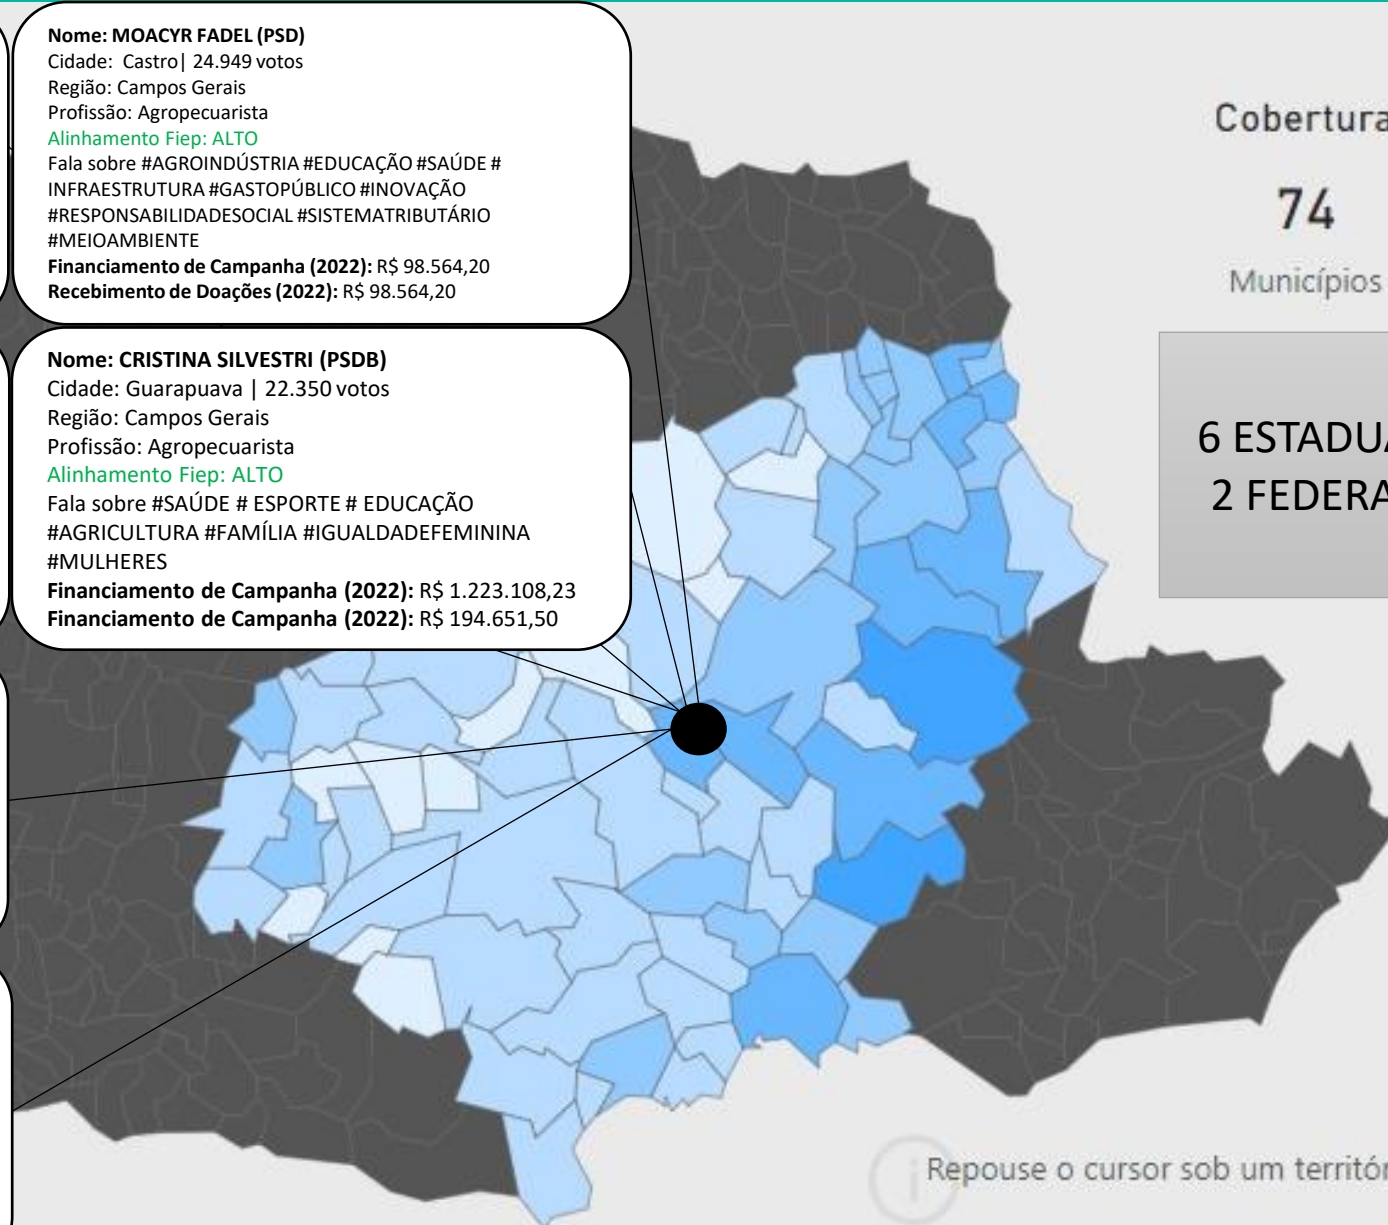 Nome: MOACYR FADEL (PSD)
Cidade:  Castro| 24.949 votos
Região: Campos Gerais
Profissão: Agropecuarista
Alinhamento Fiep: ALTO
Fala sobre #AGROINDÚSTRIA #EDUCAÇÃO #SAÚDE #
INFRAESTRUTURA #GASTOPÚBLICO #INOVAÇÃO
#RESPONSABILIDADESOCIAL #SISTEMATRIBUTÁRIO
#MEIOAMBIENTE
Financiamento de Campanha (2022): R$ 98.564,20
Recebimento de Doações (2022): R$ 98.564,20
Nome: CRISTINA SILVESTRI (PSDB)
Cidade: Guarapuava | 22.350 votos
Região: Campos Gerais
Profissão: Agropecuarista
Alinhamento Fiep: ALTO
Fala sobre #SAÚDE # ESPORTE # EDUCAÇÃO
#AGRICULTURA #FAMÍLIA #IGUALDADEFEMININA
#MULHERES
Financiamento de Campanha (2022): R$ 1.223.108,23
Financiamento de Campanha (2022): R$ 194.651,50
Cobertura
74
Municípios
6 ESTADUA
2 FEDERA
Repouse o cursor sob um territór